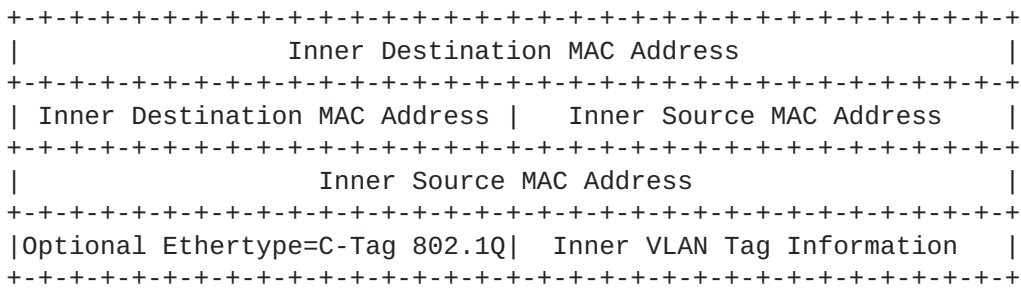 +-+-+-+-+-+-+-+-+-+-+-+-+-+-+-+-+-+-+-+-+-+-+-+-+-+-+-+-+-+-+-+-+
|                 Inner Destination MAC Address                 |
+-+-+-+-+-+-+-+-+-+-+-+-+-+-+-+-+-+-+-+-+-+-+-+-+-+-+-+-+-+-+-+-+
| Inner Destination MAC Address |   Inner Source MAC Address    |
+-+-+-+-+-+-+-+-+-+-+-+-+-+-+-+-+-+-+-+-+-+-+-+-+-+-+-+-+-+-+-+-+
|                   Inner Source MAC Address                    |
+-+-+-+-+-+-+-+-+-+-+-+-+-+-+-+-+-+-+-+-+-+-+-+-+-+-+-+-+-+-+-+-+
|Optional Ethertype=C-Tag 802.1Q|  Inner VLAN Tag Information   |
+-+-+-+-+-+-+-+-+-+-+-+-+-+-+-+-+-+-+-+-+-+-+-+-+-+-+-+-+-+-+-+-+